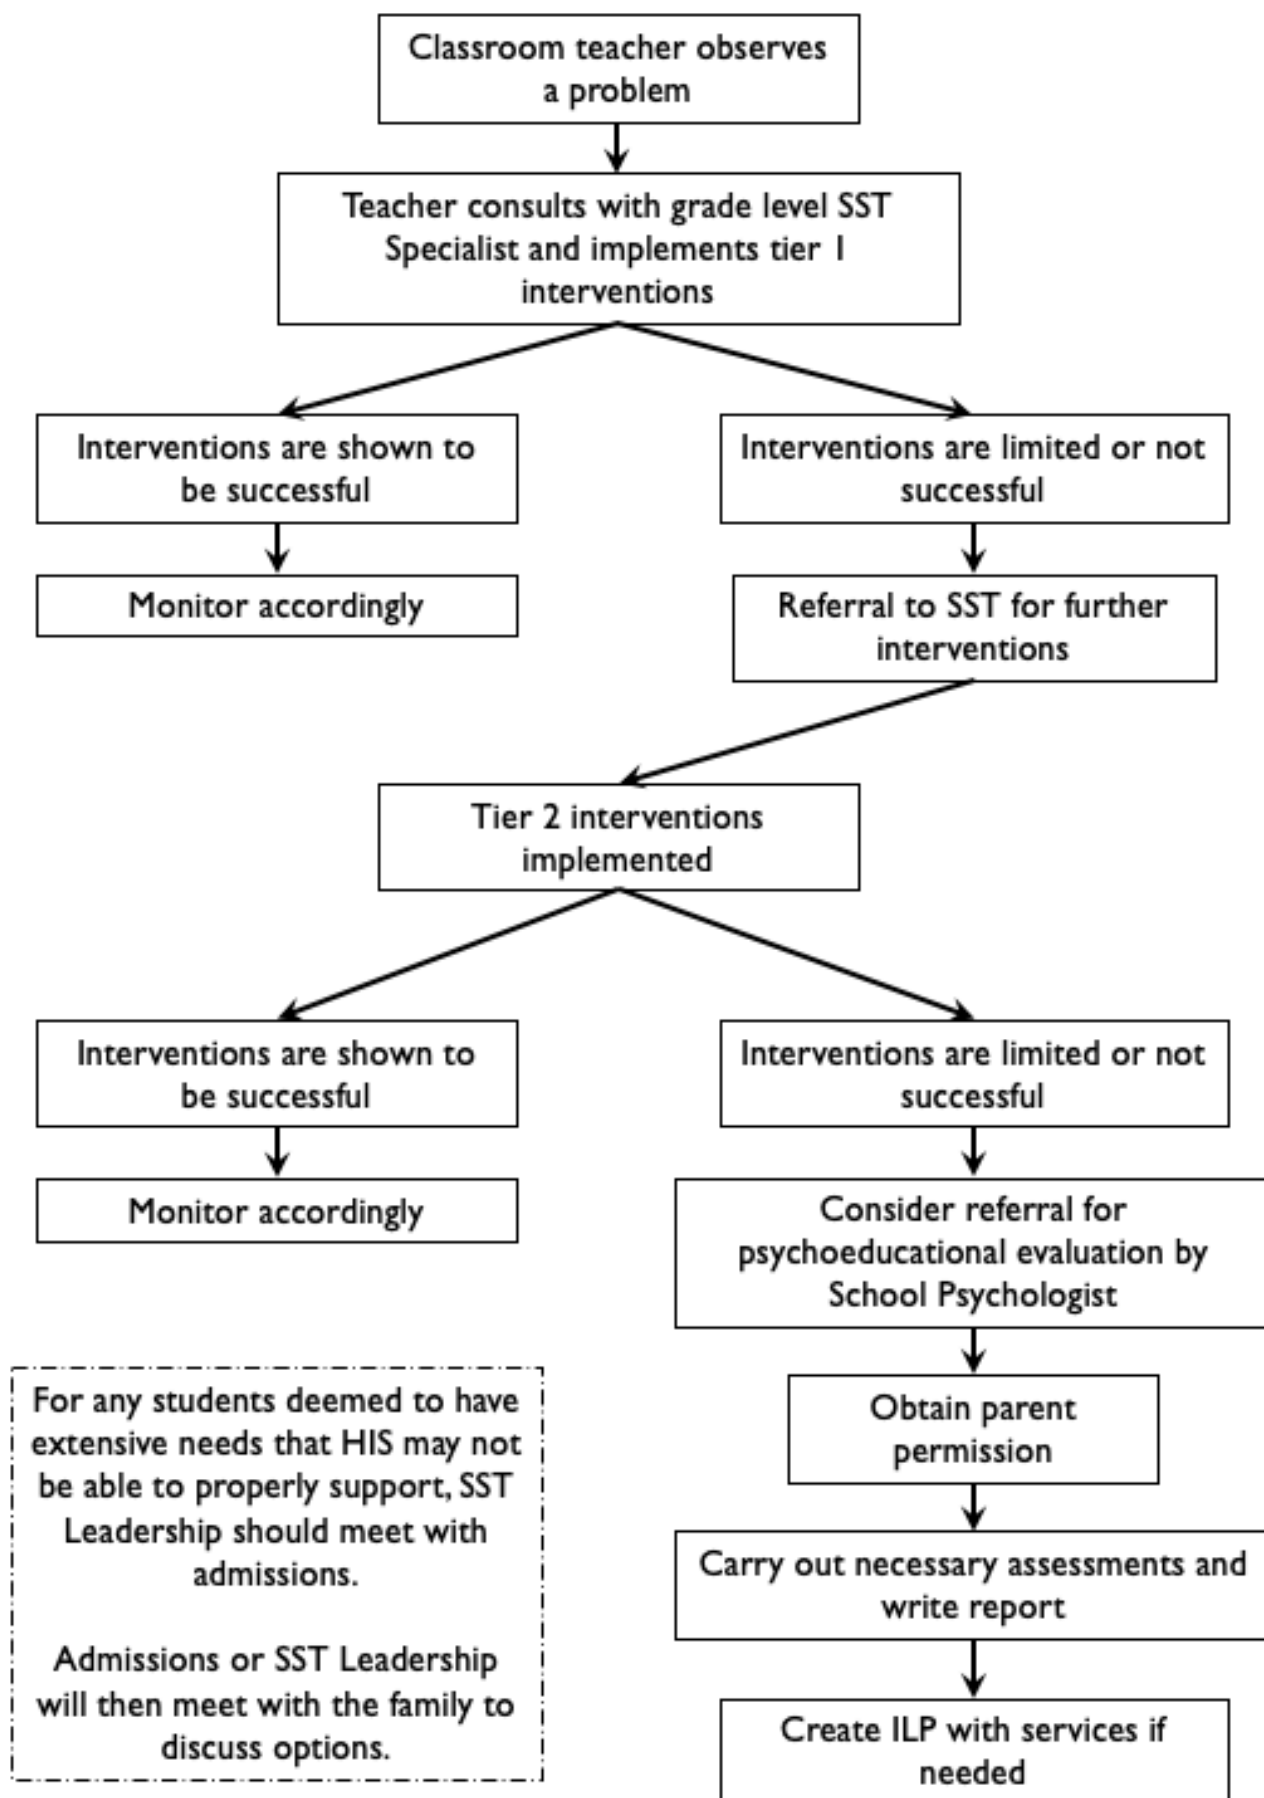 Classroom teacher observes
a problem
Teacher consults with grade level SST
Specialist and implements tier 1
interventions
Interventions are shown to
be successful
Interventions are limited or not
successful
Monitor accordingly
Referral to SST for further
interventions
Tier 2 interventions
implemented
Interventions are shown to
be successful
Interventions are limited or not
successful
Monitor accordingly
Consider referral for
psychoeducational evaluation by
School Psychologist
For any students deemed to have
extensive needs that HIS may not
be able to properly support, SST
Leadership should meet with
admissions.
Admissions or SST Leadership
will then meet with the family to
discuss options.
Obtain parent
permission
Carry out necessary assessments and
write report
Create ILP with services if
needed